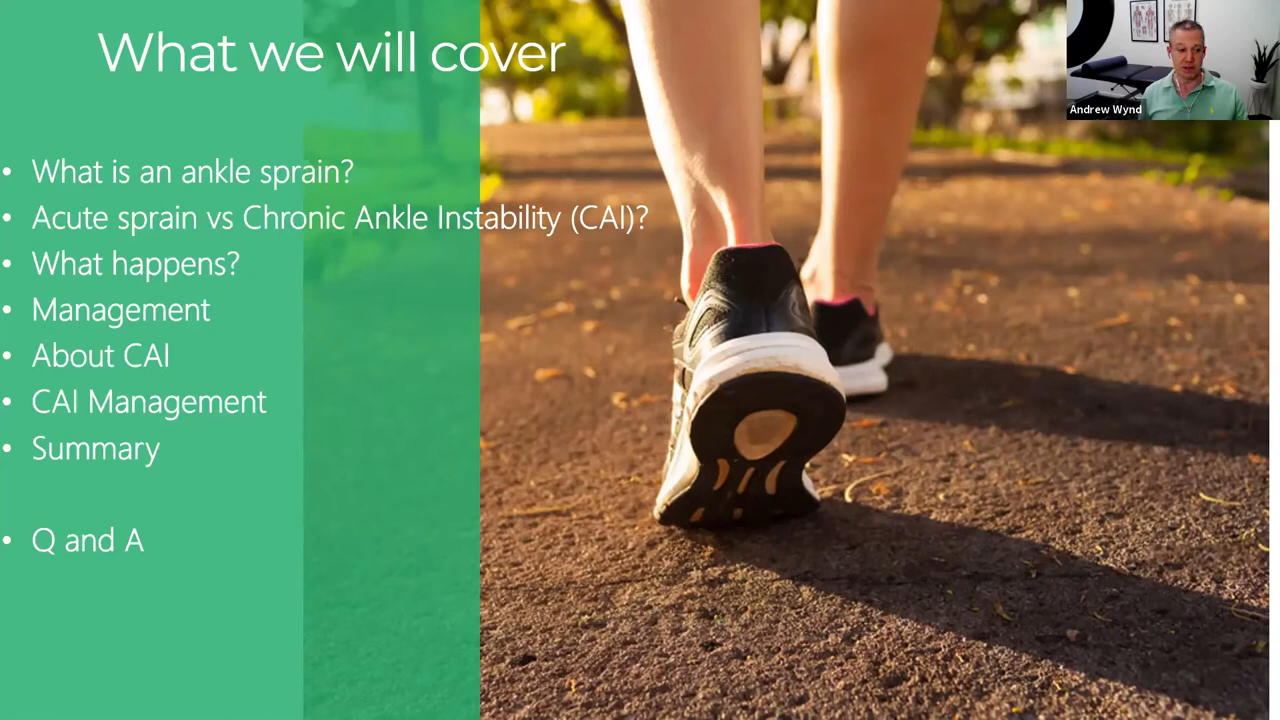 What we will cover
Andrew Wynd
• What is an ankle sprain?
• Acute sprain vs Chronic Ankle Instability (CAI)?
• What happens?
• Management
• About CAI
• CAI Management
• Summary
• Q and A